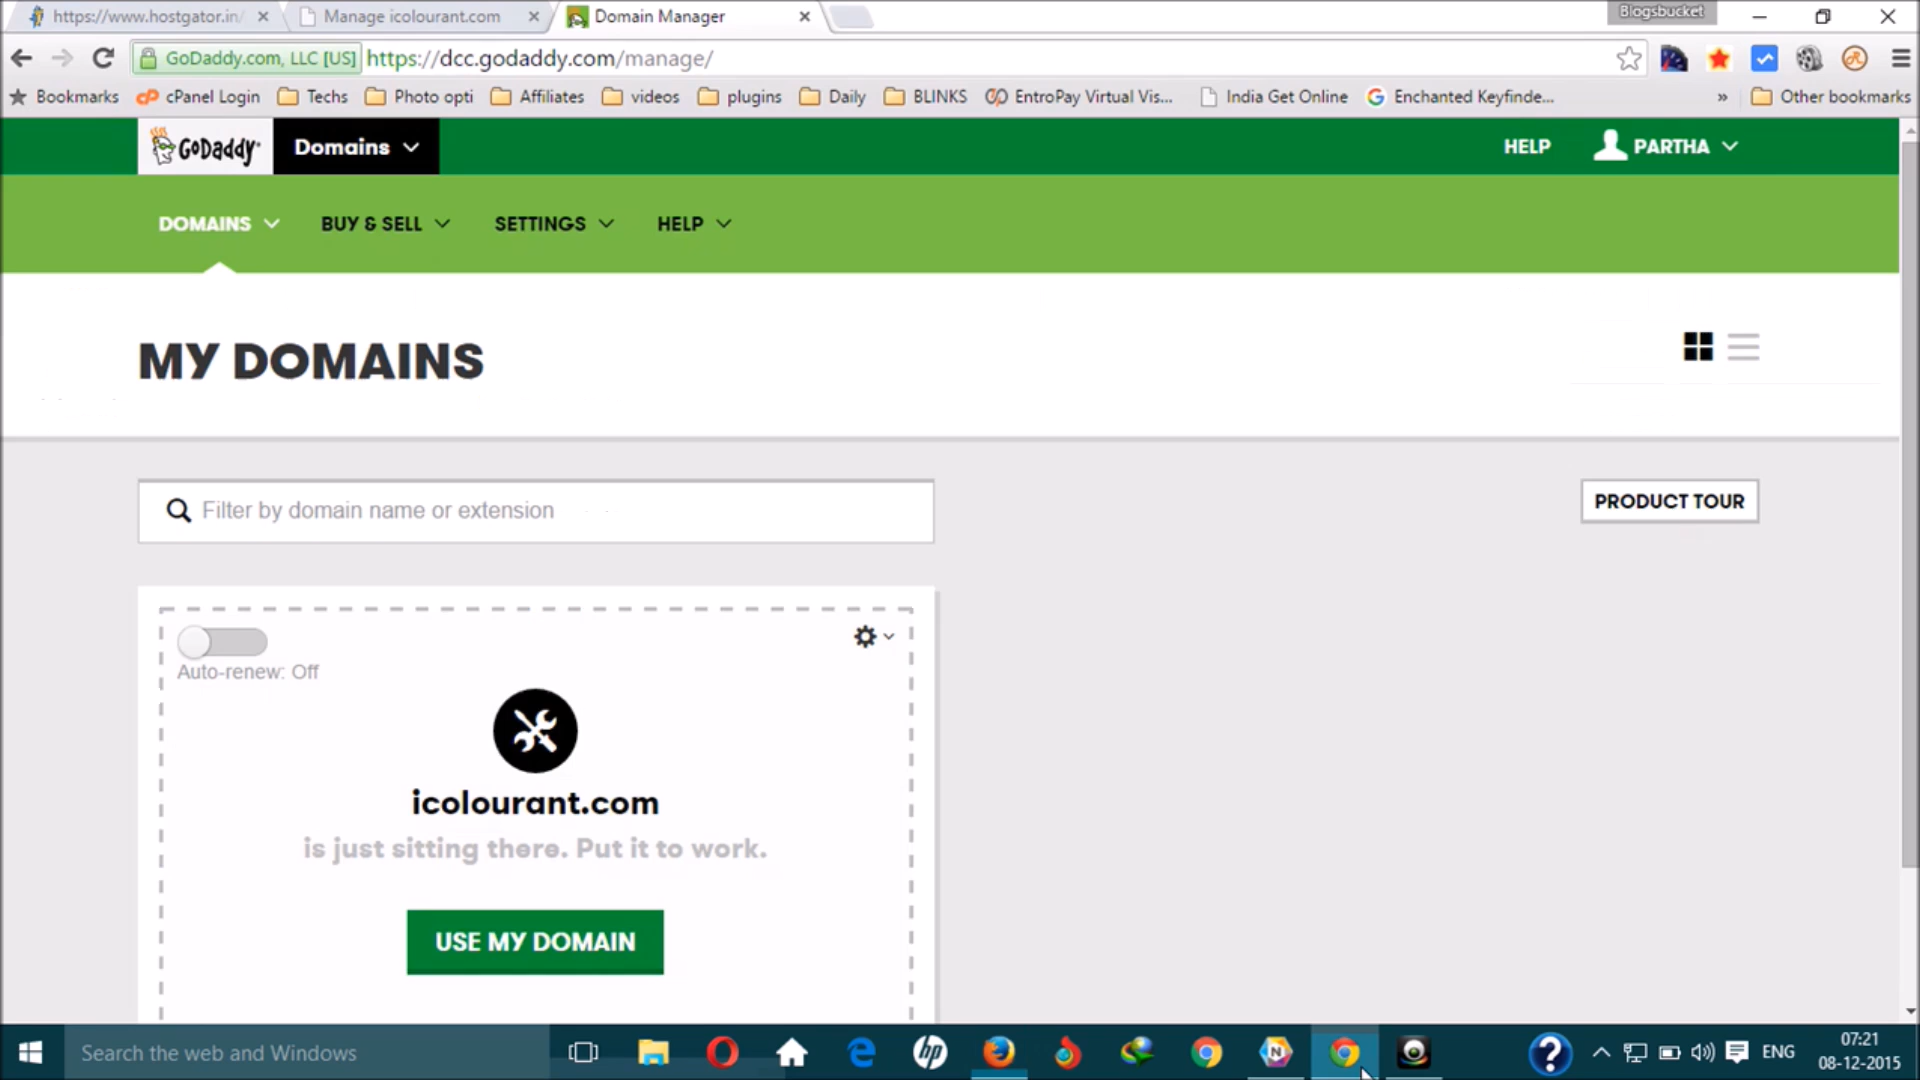 https://www.hostgator.in/
Manage icolourant.com
Domain Manager
Blogsbucket
GoDaddy.com, LLC [US]
https://dcc.godaddy.com/manage/
Bookmarks
cPanel Login
Techs
Photo opti
Affiliates
videos
plugins
Daily
BLINKS
EntroPay Virtual Vis...
India Get Online
Enchanted Keyfinde...
»
Other bookmarks
GoDaddy
Domains
HELP
PARTHA
DOMAINS
BUY & SELL
SETTINGS
HELP
MY DOMAINS
Filter by domain name or extension
PRODUCT TOUR
Auto-renew: Off
icolourant.com
is just sitting there. Put it to work.
USE MY DOMAIN
Search the web and Windows
hp
N
?
ENG
07:21
08-12-2015